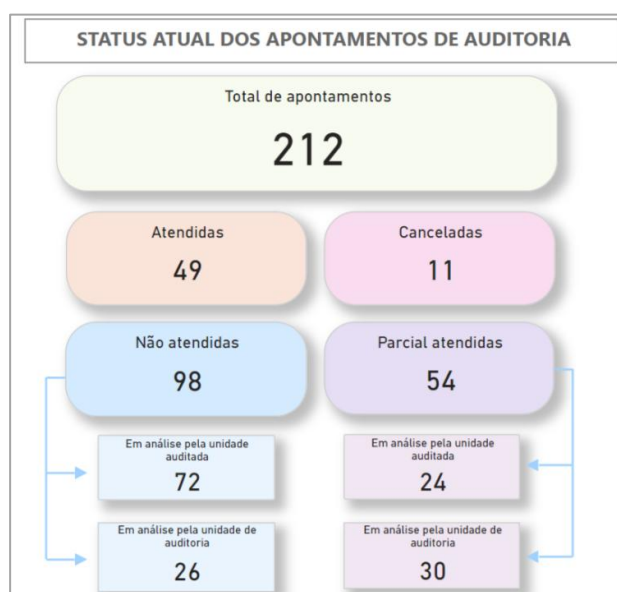 STATUS ATUAL DOS APONTAMENTOS DE AUDITORIA
Total de apontamentos
212
Atendidas
49
Canceladas
11
Não atendidas
98
Parcial atendidas
54
Em análise pela unidade
auditada
72
Em análise pela unidade
auditada
24
Em análise pela unidade de
auditoria
26
Em análise pela unidade de
auditoria
30